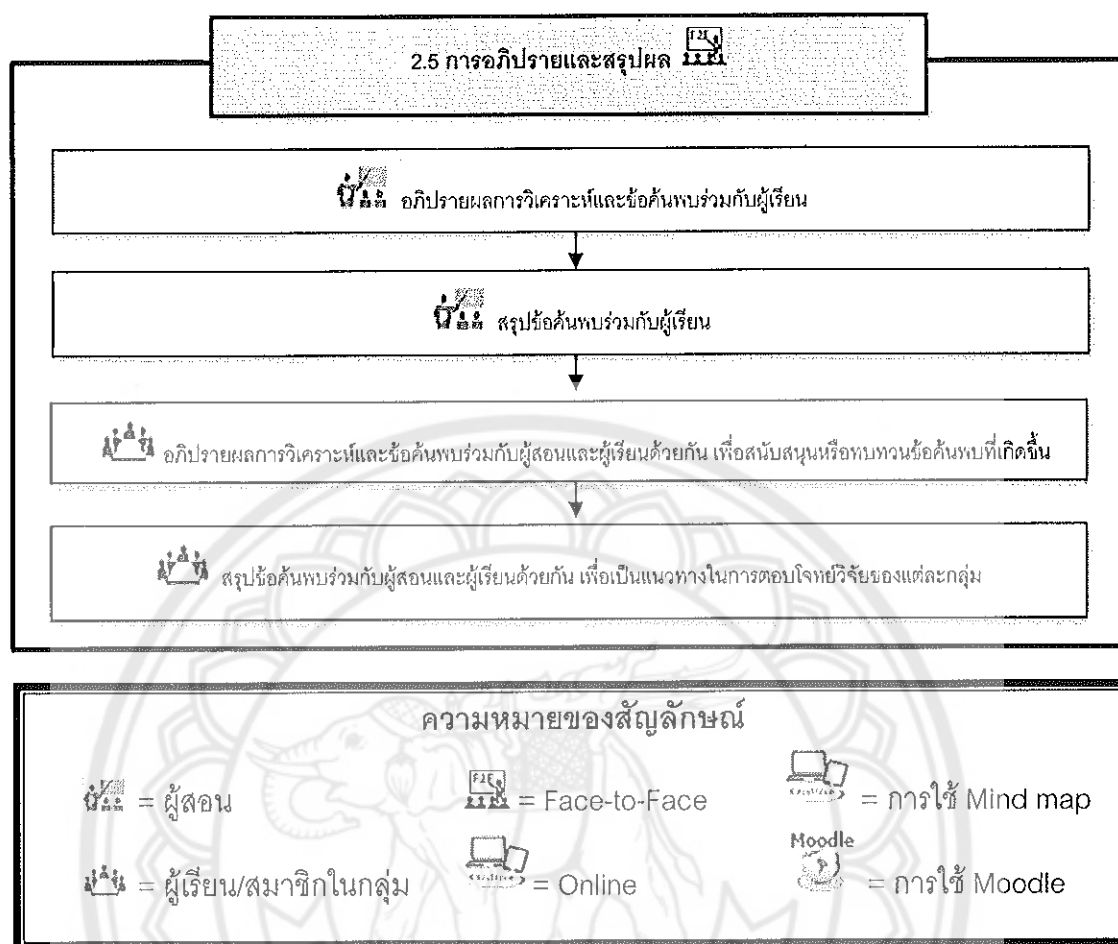 2.5 การอภิปรายและสรุปผล F2F
อภิปรายผลการวิเคราะห์และข้อค้นพบร่วมกับผู้เรียน
สรุปข้อค้นพบร่วมกับผู้เรียน
อภิปรายผลการวิเคราะห์และข้อค้นพบร่วมกับผู้สอนและผู้เรียนด้วยกัน เพื่อสนับสนุนหรือทบทวนข้อค้นพบที่เกิดขึ้น
สรุปข้อค้นพบร่วมกับผู้สอนและผู้เรียนด้วยกัน เพื่อเป็นแนวทางในการตอบโจทย์วิจัยของแต่ละกลุ่ม
ความหมายของสัญลักษณ์
= ผู้สอน F2F = Face-to-Face = การใช้ Mind map
Moodle
= ผู้เรียน/สมาชิกในกลุ่ม = Online = การใช้ Moodle